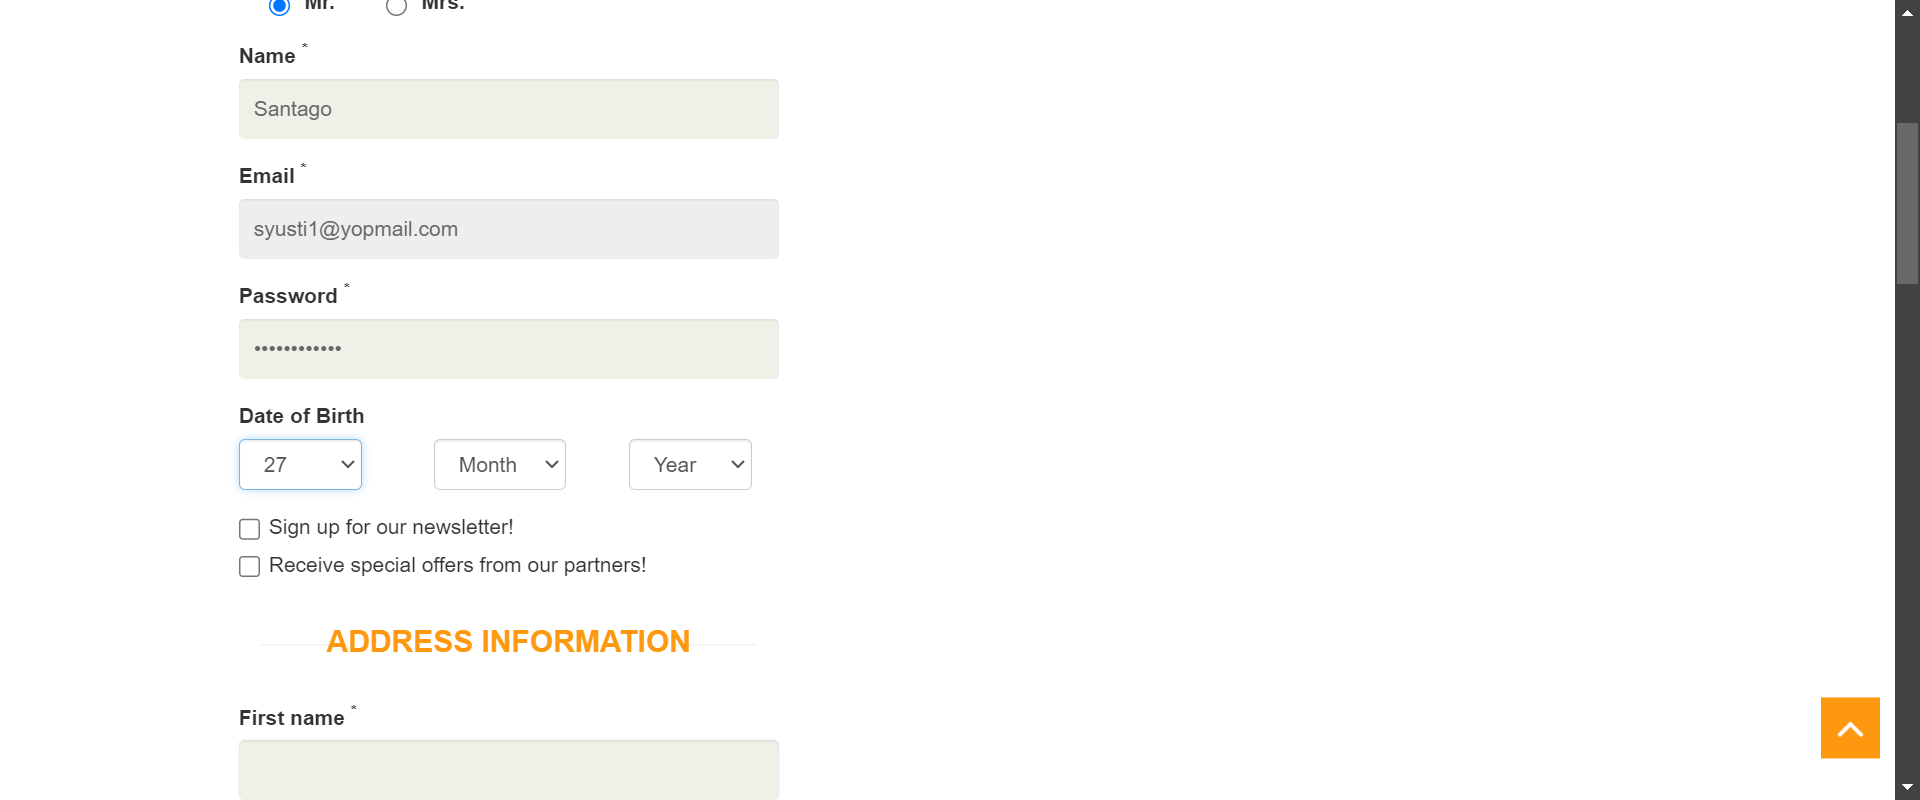 Mr. Mrs.
Name *
Santago
Email *
syusti1@yopmail.com
Password *
••••••••••••
Date of Birth
27 Month Year
Sign up for our newsletter!
Receive special offers from our partners!
ADDRESS INFORMATION
First name *